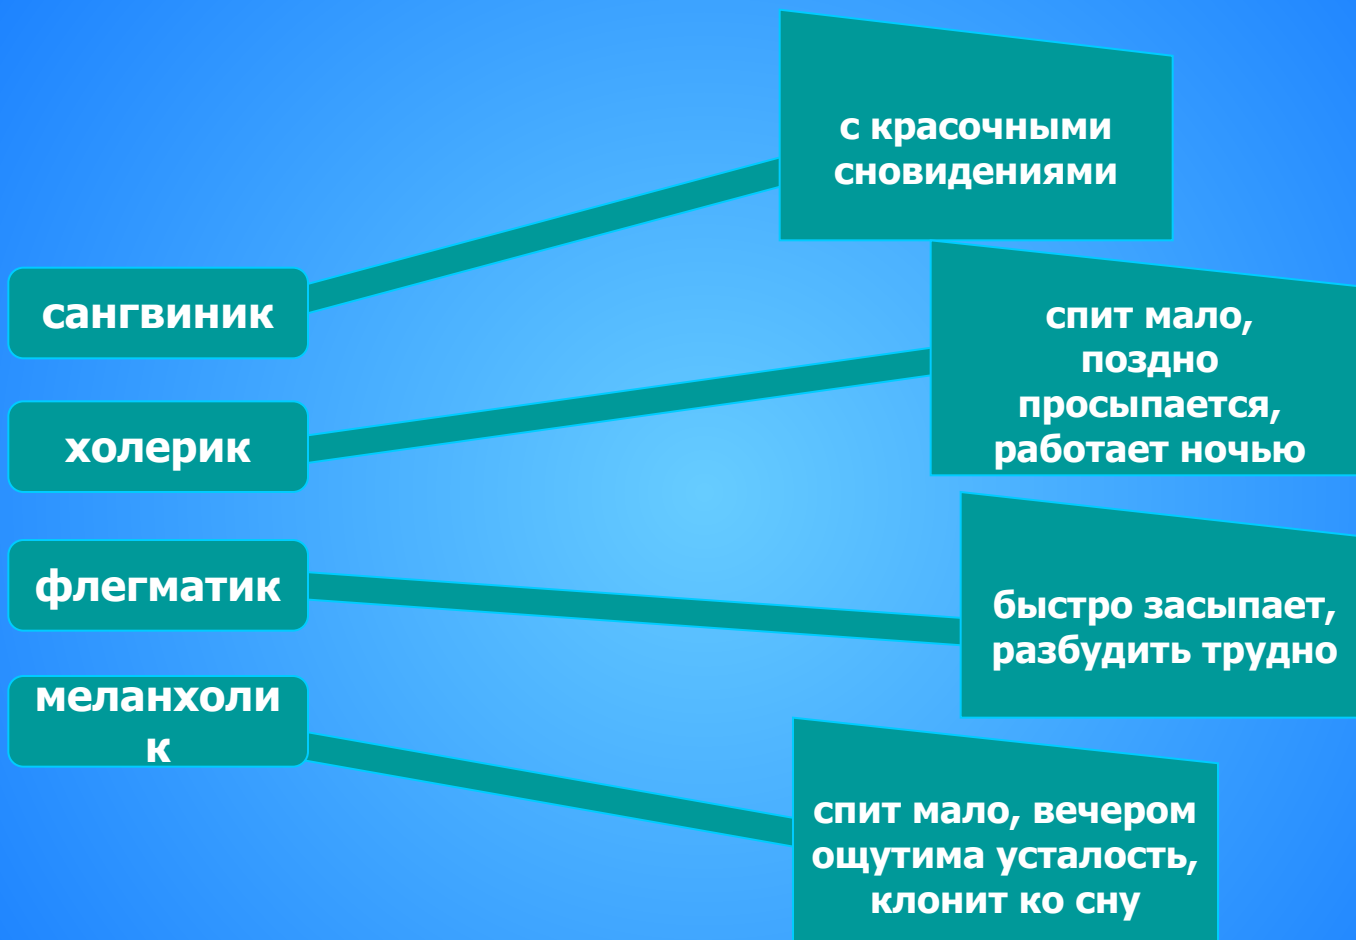 с красочными
сновидениями
сангвиник
спит мало,
поздно
просыпается,
работает ночью
холерик
флегматик
быстро засыпает,
разбудить трудно
меланхоли
к
спит мало, вечером
ощутима усталость,
клонит ко сну